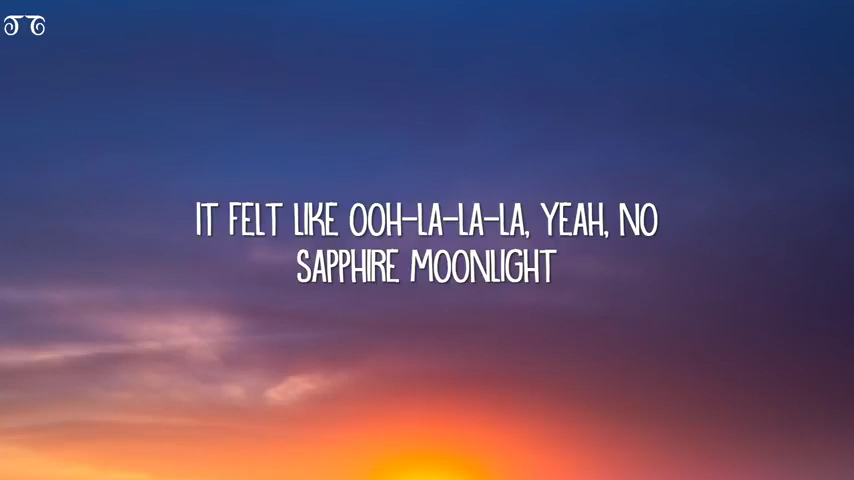 IT FELT LIKE OOH-LA-LA-LA, YEAH, NO
SAPPHIRE MOONLIGHT